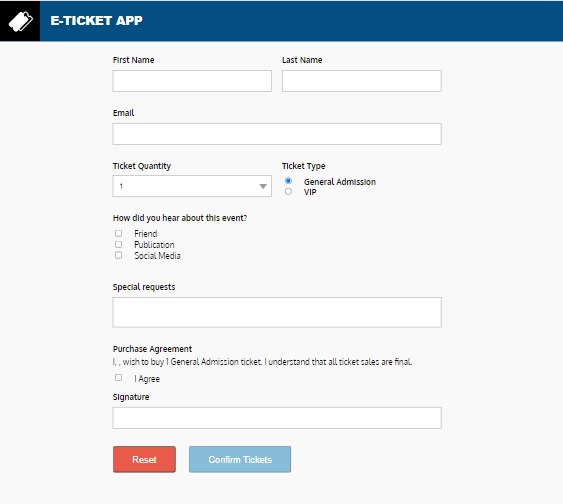 E-TICKET APP
First Name Last Name
Email
Ticket Quantity Ticket Type
1 General Admission
VIP
How did you hear about this event?
Friend
Publication
Social Media
Special requests
Purchase Agreement
I, , wish to buy 1 General Admission ticket. I understand that all ticket sales are final.
I Agree
Signature
Reset Confirm Tickets